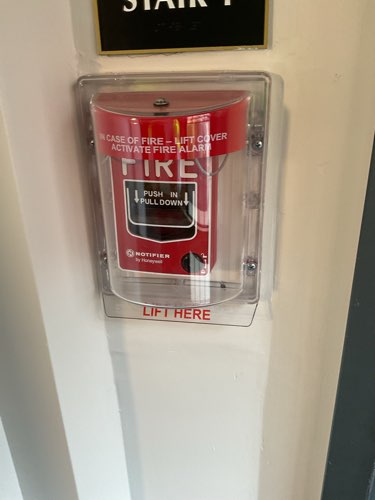 STAIR 1
IN CASE OF FIRE – LIFT COVER
ACTIVATE FIRE ALARM
FIRE
PUSH IN
PULL DOWN
NOTIFIER
by Honeywell
LIFT HERE